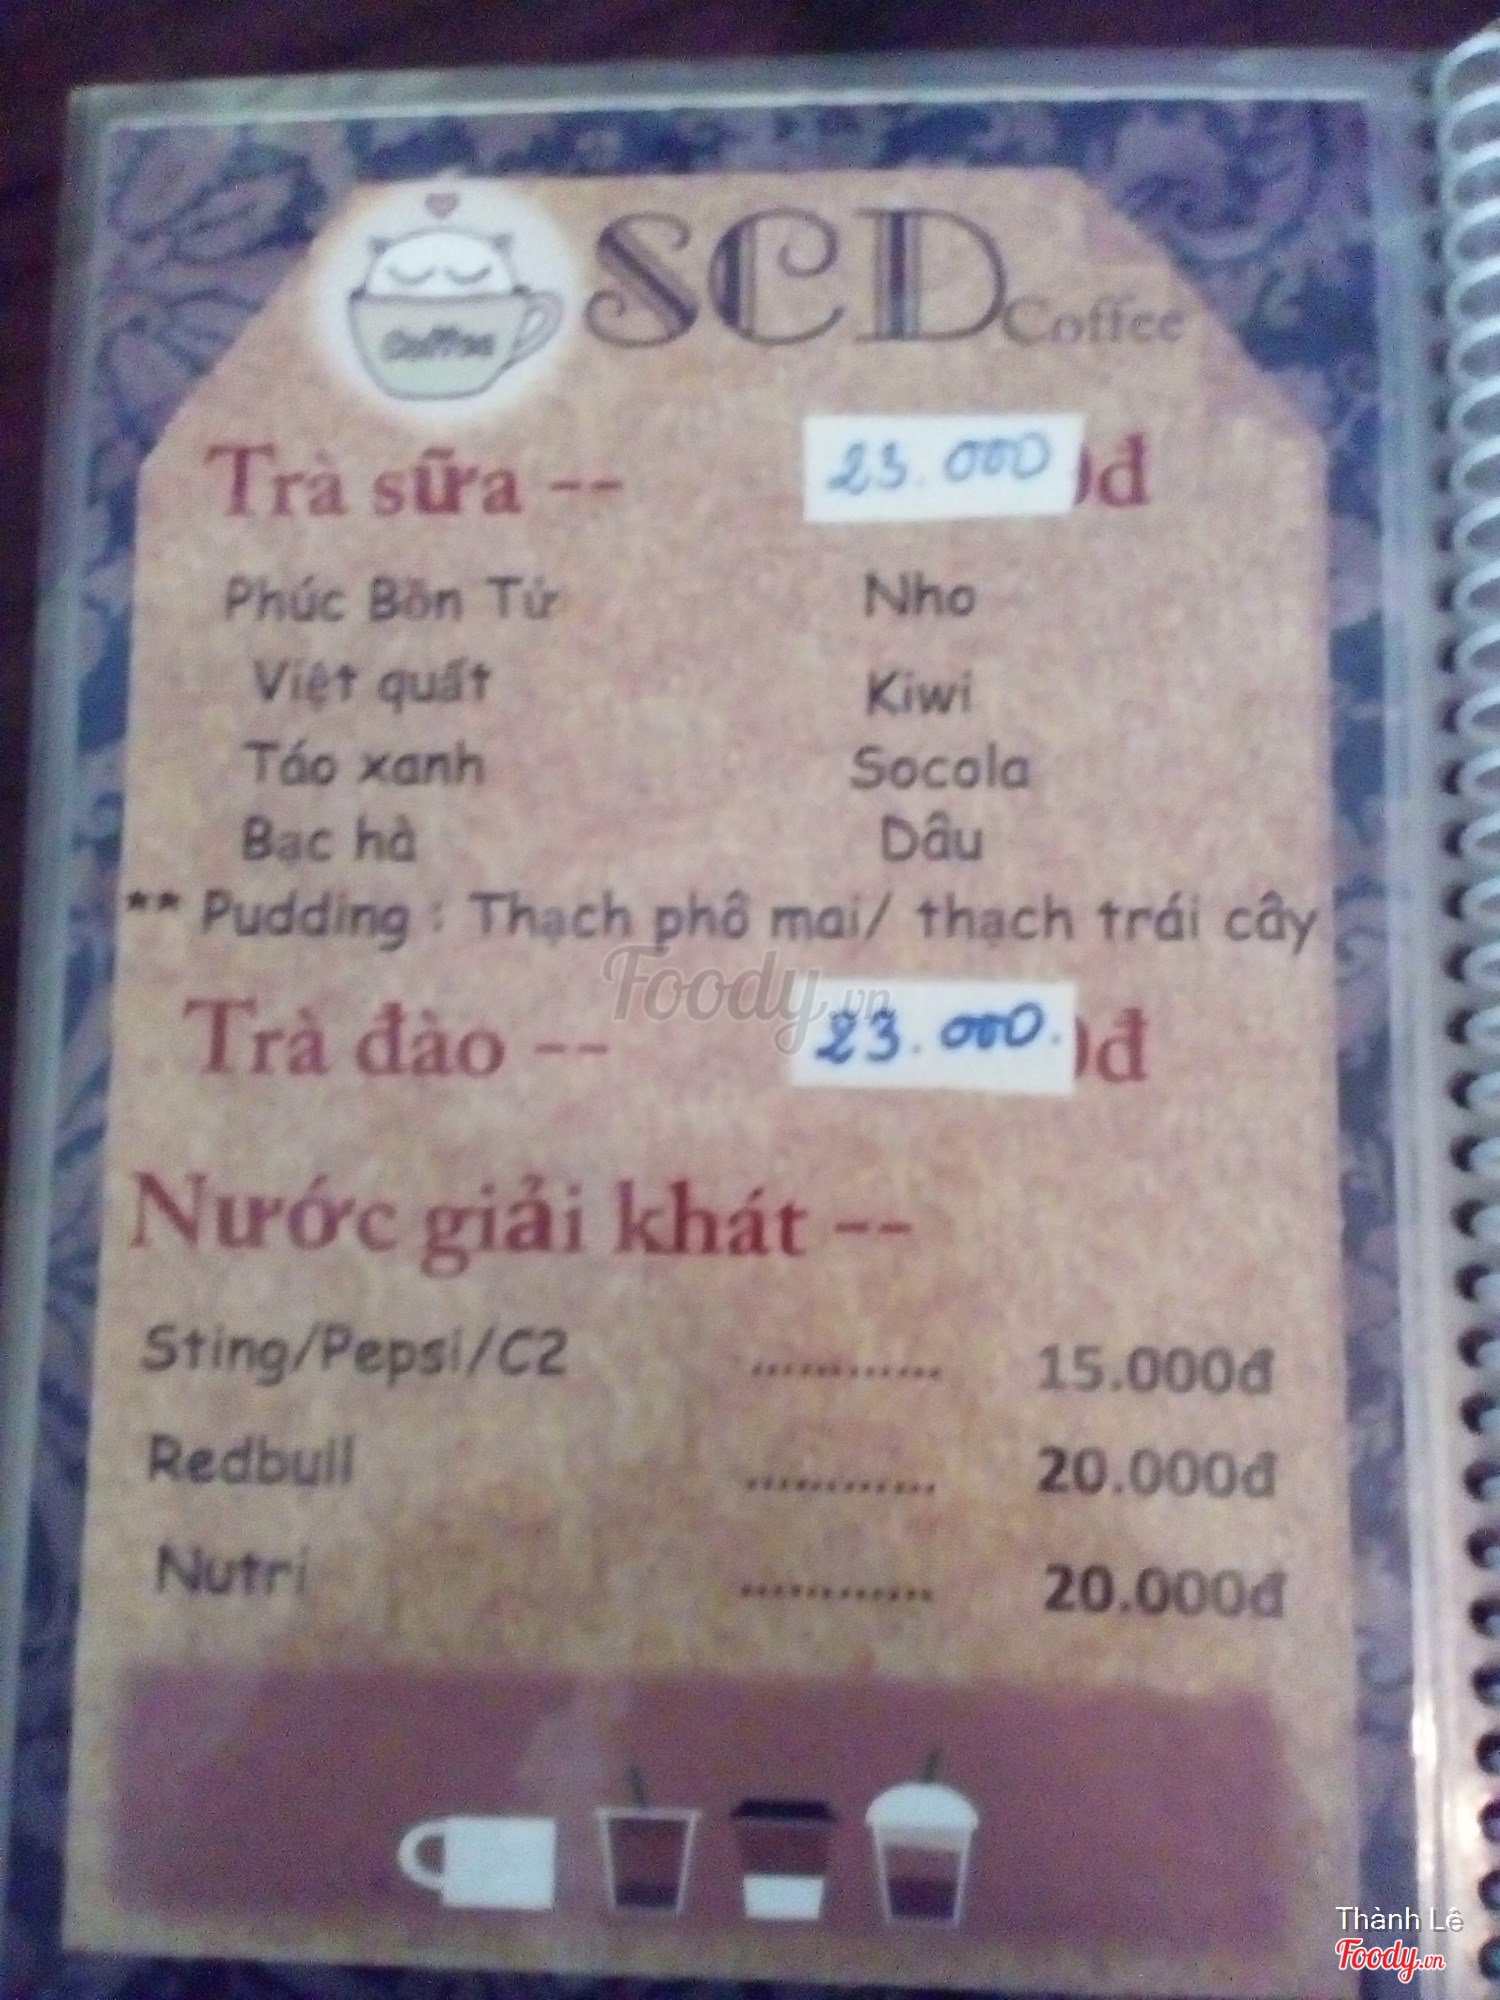 Coffee
SCD Coffee
Trà sữa -- 23.000 0đ
Phúc Bồn Tử Nho
Việt quất Kiwi
Táo xanh Socola
Bạc hà Dâu
** Pudding : Thạch phô mai/ thạch trái cây
Foody.vn
Trà đào -- 23.000. 0đ
Nước giải khát --
Sting/Pepsi/C2 ............ 15.000đ
Redbull ............ 20.000đ
Nutri ............ 20.000đ
Thành Lê
Foody.vn